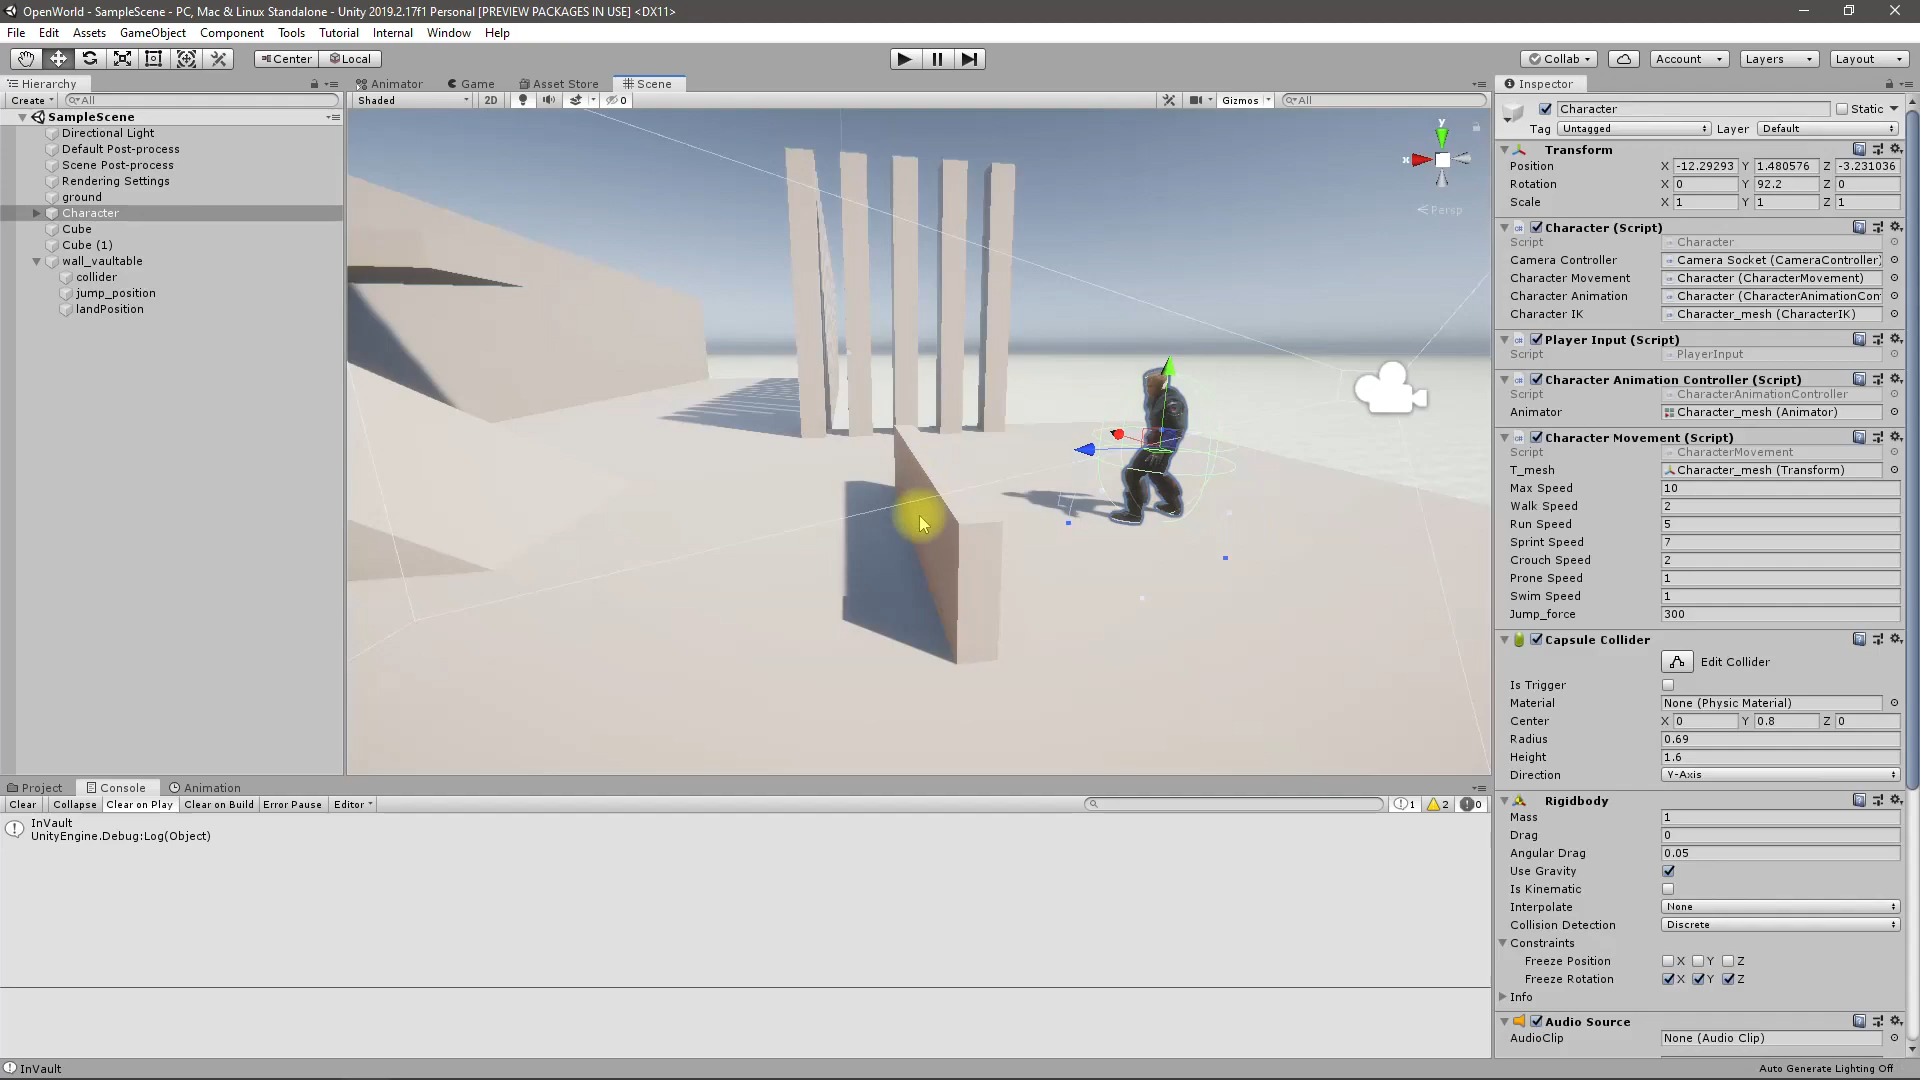 OpenWorld - SampleScene - PC, Mac & Linux Standalone - Unity 2019.2.17f1 Personal [PREVIEW PACKAGES IN USE] <DX11>
File Edit Assets GameObject Component Tools Tutorial Internal Window Help
Center Local Collab Account Layers Layout
Hierarchy Animator Game Asset Store Scene Inspector
Create All Shaded 2D 0 Gizmos All
SampleScene
Directional Light
Default Post-process
Scene Post-process
Rendering Settings
ground
Character
Cube
Cube (1)
wall_vaultable
collider
jump_position
landPosition
y
x
Persp
Character Static
Tag Untagged Layer Default
Transform
Position X -12.29293 Y 1.480576 Z -3.231036
Rotation X 0 Y 92.2 Z 0
Scale X 1 Y 1 Z 1
Character (Script)
Script Character
Camera Controller Camera Socket (CameraController)
Character Movement Character (CharacterMovement)
Character Animation Character (CharacterAnimationCon
Character IK Character_mesh (CharacterIK)
Player Input (Script)
Script PlayerInput
Character Animation Controller (Script)
Script CharacterAnimationController
Animator Character_mesh (Animator)
Character Movement (Script)
Script CharacterMovement
T_mesh Character_mesh (Transform)
Max Speed 10
Walk Speed 2
Run Speed 5
Sprint Speed 7
Crouch Speed 2
Prone Speed 1
Swim Speed 1
Jump_force 300
Capsule Collider
Edit Collider
Is Trigger
Material None (Physic Material)
Center X 0 Y 0.8 Z 0
Radius 0.69
Height 1.6
Direction Y-Axis
Rigidbody
Mass 1
Drag 0
Angular Drag 0.05
Use Gravity
Is Kinematic
Interpolate None
Collision Detection Discrete
Constraints
Freeze Position X Y Z
Freeze Rotation X Y Z
Info
Audio Source
AudioClip None (Audio Clip)
Project Console Animation
Clear Collapse Clear on Play Clear on Build Error Pause Editor 1 2 0
InVault
UnityEngine.Debug:Log(Object)
InVault Auto Generate Lighting Off